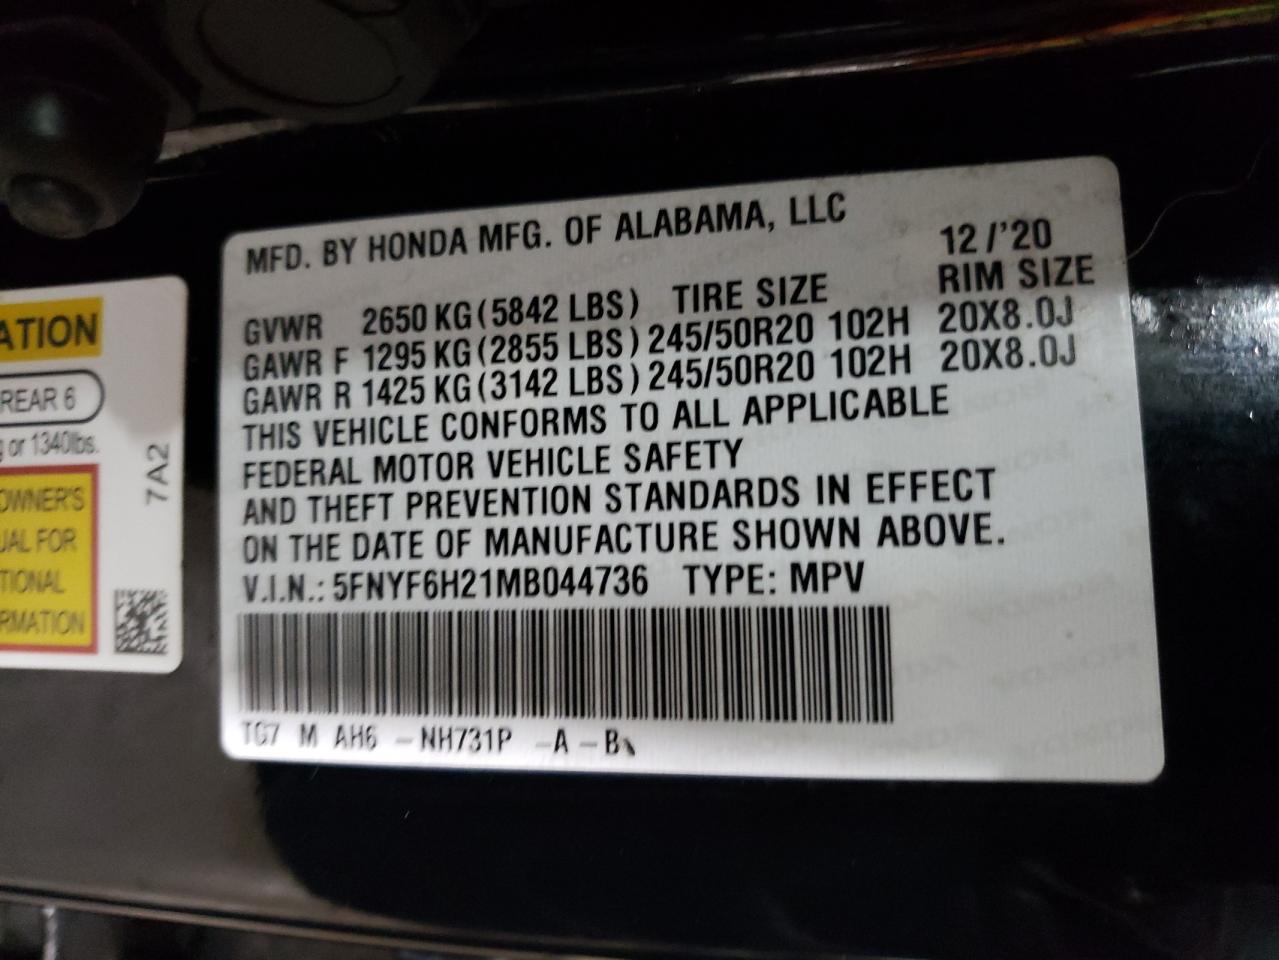 MFD. BY HONDA MFG. OF ALABAMA, LLC 12/'20
GVWR 2650 KG (5842 LBS) TIRE SIZE RIM SIZE
GAWR F 1295 KG (2855 LBS) 245/50R20 102H 20X8.0J
GAWR R 1425 KG (3142 LBS) 245/50R20 102H 20X8.0J
THIS VEHICLE CONFORMS TO ALL APPLICABLE
FEDERAL MOTOR VEHICLE SAFETY
AND THEFT PREVENTION STANDARDS IN EFFECT
ON THE DATE OF MANUFACTURE SHOWN ABOVE.
V.I.N.: 5FNYF6H21MB044736 TYPE: MPV
TG7 M AH6 - NH731P - A - B
ATION
REAR 6
g or 1340lbs.
OWNER'S
UAL FOR
TIONAL
RMATION
7A2